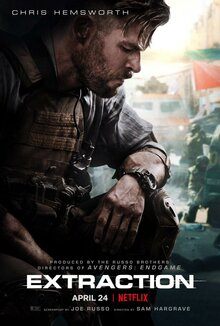 CHRIS HEMSWORTH
PRODUCED BY THE RUSSO BROTHERS
DIRECTORS OF AVENGERS: ENDGAME
EXTRACTION
APRIL 24 | NETFLIX
SCREENPLAY BY JOE RUSSO DIRECTED BY SAM HARGRAVE